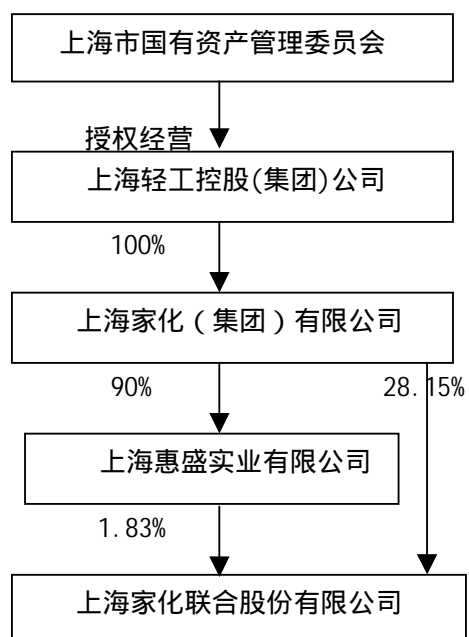 上海市国有资产管理委员会
授权经营
上海轻工控股(集团)公司
100%
上海家化（集团）有限公司
90%
28.15%
上海惠盛实业有限公司
1.83%
上海家化联合股份有限公司